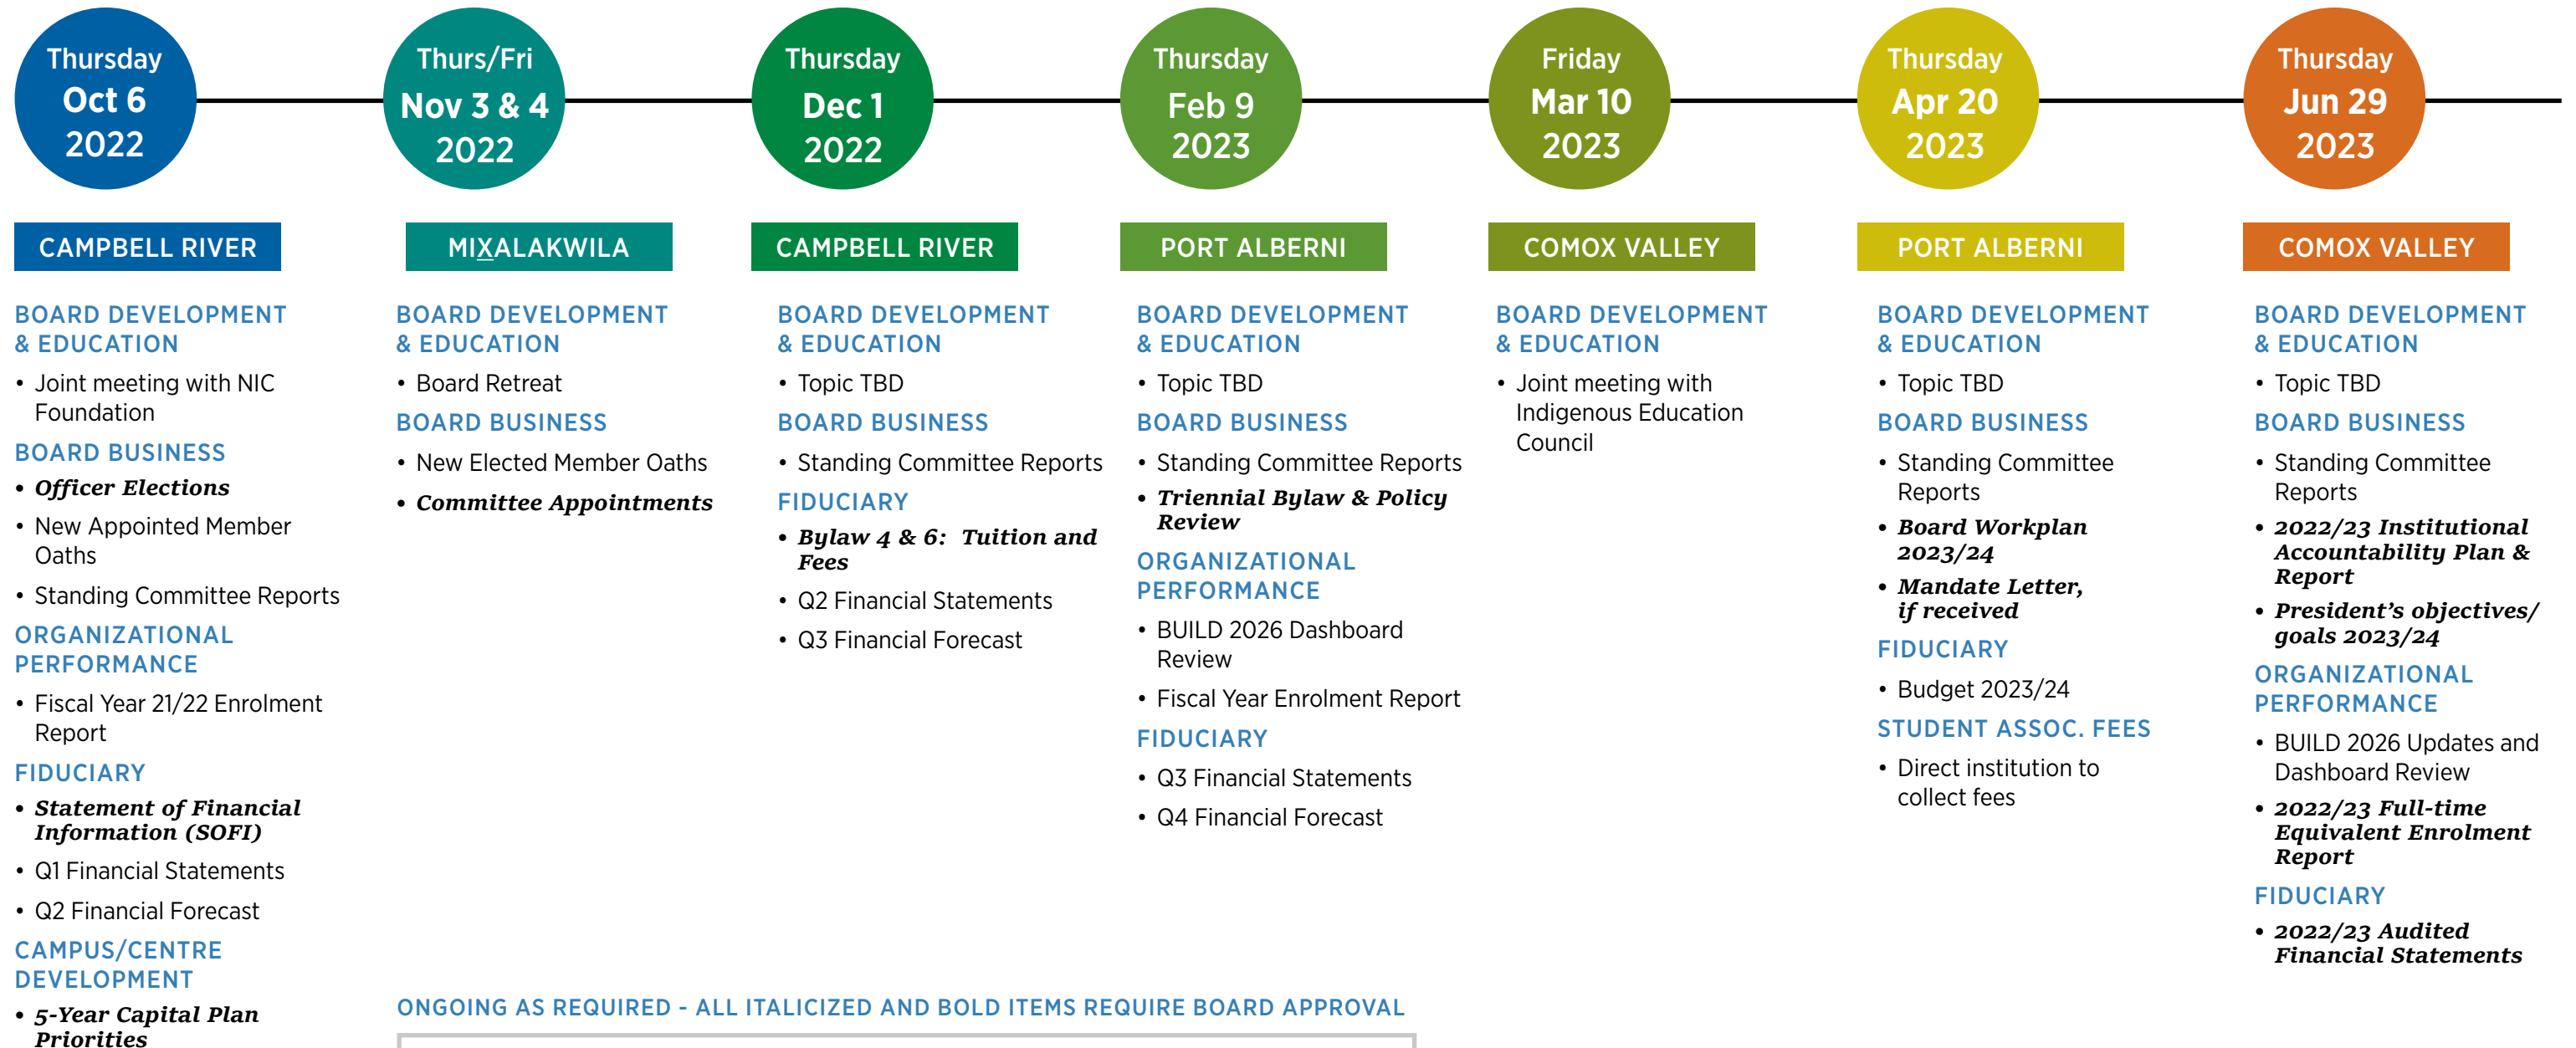 Thursday
Oct 6
2022
CAMPBELL RIVER
BOARD DEVELOPMENT
& EDUCATION
• Joint meeting with NIC
Foundation
BOARD BUSINESS
• Officer Elections
• New Appointed Member
Oaths
• Standing Committee Reports
ORGANIZATIONAL
PERFORMANCE
• Fiscal Year 21/22 Enrolment
Report
FIDUCIARY
• Statement of Financial
Information (SOFI)
• Q1 Financial Statements
• Q2 Financial Forecast
CAMPUS/CENTRE
DEVELOPMENT
• 5-Year Capital Plan
Priorities
Thurs/Fri
Nov 3 & 4
2022
MIX̲ALAKWILA
BOARD DEVELOPMENT
& EDUCATION
• Board Retreat
BOARD BUSINESS
• New Elected Member Oaths
• Committee Appointments
Thursday
Dec 1
2022
CAMPBELL RIVER
BOARD DEVELOPMENT
& EDUCATION
• Topic TBD
BOARD BUSINESS
• Standing Committee Reports
FIDUCIARY
• Bylaw 4 & 6: Tuition and
Fees
• Q2 Financial Statements
• Q3 Financial Forecast
Thursday
Feb 9
2023
PORT ALBERNI
BOARD DEVELOPMENT
& EDUCATION
• Topic TBD
BOARD BUSINESS
• Standing Committee Reports
• Triennial Bylaw & Policy
Review
ORGANIZATIONAL
PERFORMANCE
• BUILD 2026 Dashboard
Review
• Fiscal Year Enrolment Report
FIDUCIARY
• Q3 Financial Statements
• Q4 Financial Forecast
Friday
Mar 10
2023
COMOX VALLEY
BOARD DEVELOPMENT
& EDUCATION
• Joint meeting with
Indigenous Education
Council
Thursday
Apr 20
2023
PORT ALBERNI
BOARD DEVELOPMENT
& EDUCATION
• Topic TBD
BOARD BUSINESS
• Standing Committee
Reports
• Board Workplan
2023/24
• Mandate Letter,
if received
FIDUCIARY
• Budget 2023/24
STUDENT ASSOC. FEES
• Direct institution to
collect fees
Thursday
Jun 29
2023
COMOX VALLEY
BOARD DEVELOPMENT
& EDUCATION
• Topic TBD
BOARD BUSINESS
• Standing Committee
Reports
• 2022/23 Institutional
Accountability Plan &
Report
• President’s objectives/
goals 2023/24
ORGANIZATIONAL
PERFORMANCE
• BUILD 2026 Updates and
Dashboard Review
• 2022/23 Full-time
Equivalent Enrolment
Report
FIDUCIARY
• 2022/23 Audited
Financial Statements
ONGOING AS REQUIRED - ALL ITALICIZED AND BOLD ITEMS REQUIRE BOARD APPROVAL